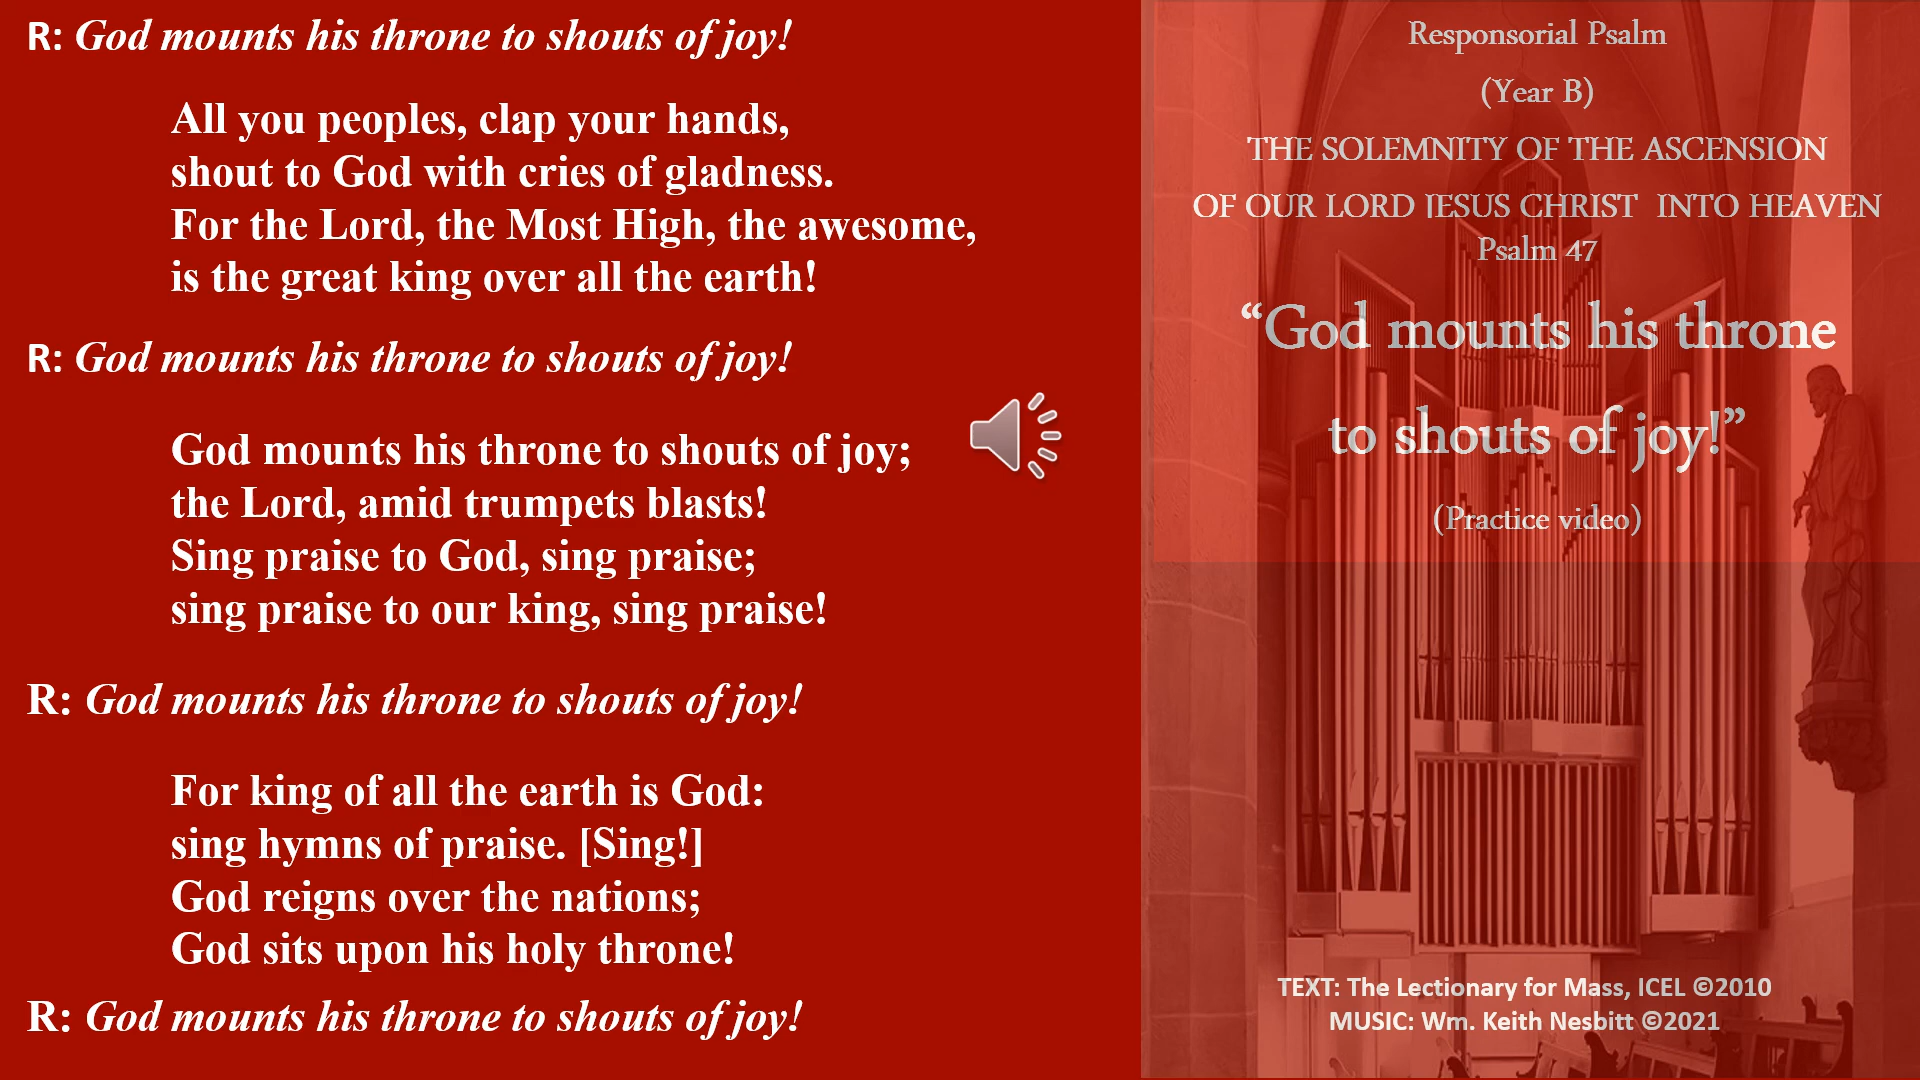 R: God mounts his throne to shouts of joy!
All you peoples, clap your hands,
shout to God with cries of gladness.
For the Lord, the Most High, the awesome,
is the great king over all the earth!
R: God mounts his throne to shouts of joy!
God mounts his throne to shouts of joy;
the Lord, amid trumpets blasts!
Sing praise to God, sing praise;
sing praise to our king, sing praise!
R: God mounts his throne to shouts of joy!
For king of all the earth is God:
sing hymns of praise. [Sing!]
God reigns over the nations;
God sits upon his holy throne!
R: God mounts his throne to shouts of joy!
Responsorial Psalm
(Year B)
THE SOLEMNITY OF THE ASCENSION
OF OUR LORD JESUS CHRIST INTO HEAVEN
Psalm 47
“God mounts his throne
to shouts of joy!”
(Practice video)
TEXT: The Lectionary for Mass, ICEL ©2010
MUSIC: Wm. Keith Nesbitt ©2021